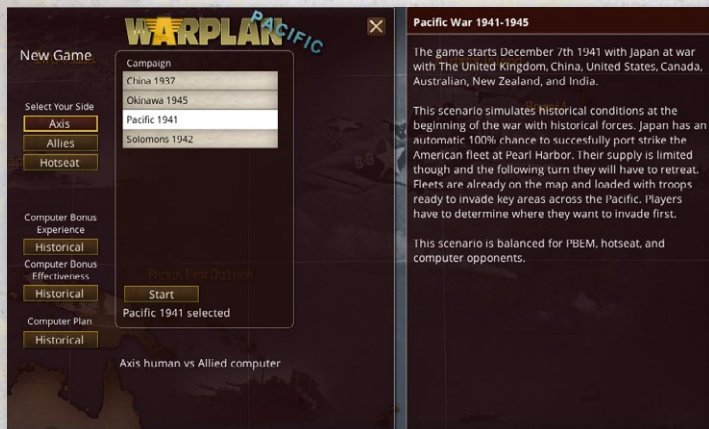 WARPLAN
PACIFIC
New Game
Campaign
China 1937
Okinawa 1945
Pacific 1941
Solomons 1942
Select Your Side
Axis
Allies
Hotseat
Computer Bonus
Experience
Historical
Computer Bonus
Effectiveness
Historical
Computer Plan
Historical
Start
Pacific 1941 selected
Axis human vs Allied computer
Pacific War 1941-1945
The game starts December 7th 1941 with Japan at war
with The United Kingdom, China, United States, Canada,
Australian, New Zealand, and India.
This scenario simulates historical conditions at the
beginning of the war with historical forces. Japan has an
automatic 100% chance to succesfully port strike the
American fleet at Pearl Harbor. Their supply is limited
though and the following turn they will have to retreat.
Fleets are already on the map and loaded with troops
ready to invade key areas across the Pacific. Players
have to determine where they want to invade first.
This scenario is balanced for PBEM, hotseat, and
computer opponents.